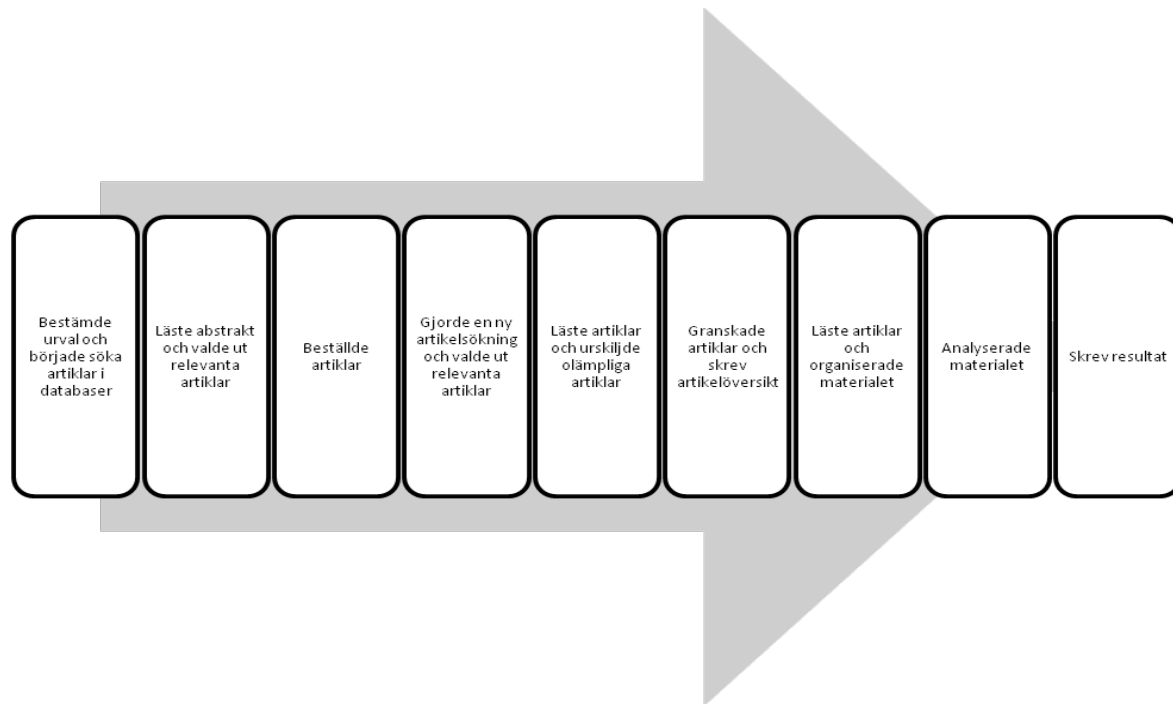 Bestämde
urval och
började söka
artiklar i
databaser
Läste abstrakt
och valde ut
relevanta
artiklar
Beställde
artiklar
Gjorde en ny
artikelsökning
och valde ut
relevanta
artiklar
Läste artiklar
och urskiljde
olämpliga
artiklar
Granskade
artiklar och
skrev
artikelöversikt
Läste artiklar
och
organiserade
materialet
Analyserade
materialet
Skrev resultat